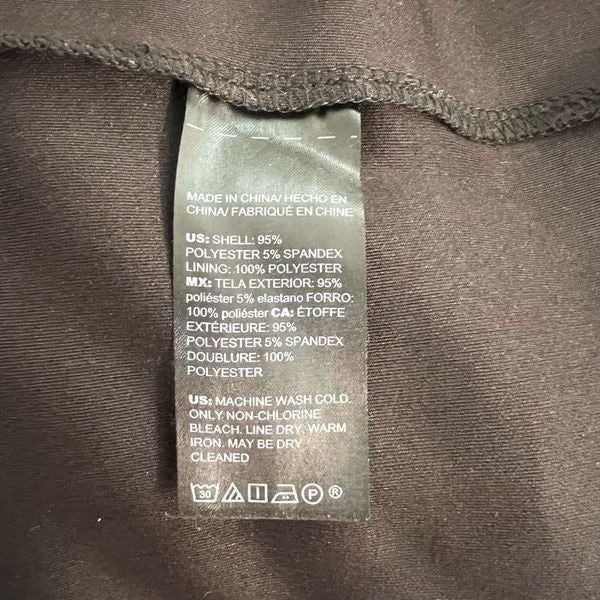 MADE IN CHINA/ HECHO EN
CHINA/ FABRIQUÉ EN CHINE
US: SHELL: 95%
POLYESTER 5% SPANDEX
LINING: 100% POLYESTER
MX: TELA EXTERIOR: 95%
poliéster 5% elastano FORRO:
100% poliéster CA: ÉTOFFE
EXTÉRIEURE: 95%
POLYESTER 5% SPANDEX
DOUBLURE: 100%
POLYESTER
US: MACHINE WASH COLD.
ONLY NON-CHLORINE
BLEACH. LINE DRY. WARM
IRON. MAY BE DRY
CLEANED
30 P ®